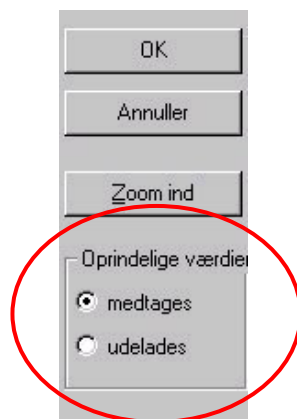 OK
Annuller
Zoom ind
Oprindelige værdier
medtages
udelades